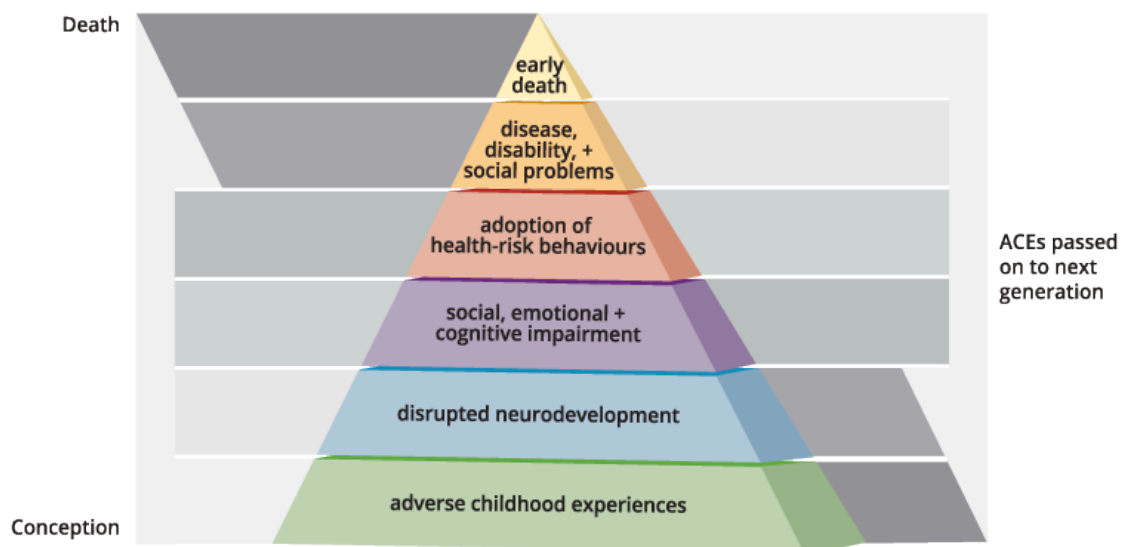 Death
early
death
disease,
disability, +
social problems
adoption of
health-risk behaviours
ACEs passed
on to next
generation
social, emotional +
cognitive impairment
disrupted neurodevelopment
adverse childhood experiences
Conception